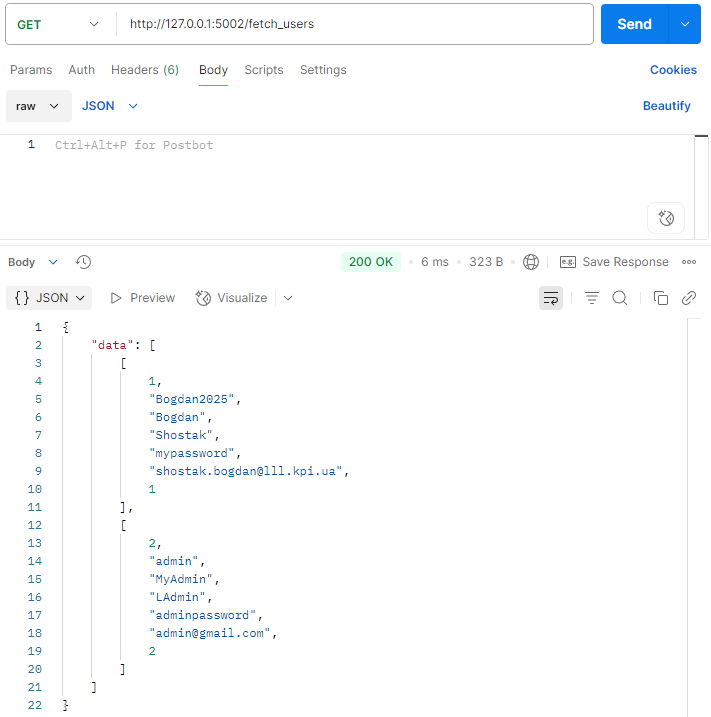 GET http://127.0.0.1:5002/fetch_users Send
Params Auth Headers (6) Body Scripts Settings Cookies
raw JSON Beautify
1 Ctrl+Alt+P for Postbot
Body 200 OK • 6 ms • 323 B • e.g. Save Response
{} JSON Preview Visualize
1 {
2 "data": [
3 [
4 1,
5 "Bogdan2025",
6 "Bogdan",
7 "Shostak",
8 "mypassword",
9 "shostak.bogdan@lll.kpi.ua",
10 1
11 ],
12 [
13 2,
14 "admin",
15 "MyAdmin",
16 "LAdmin",
17 "adminpassword",
18 "admin@gmail.com",
19 2
20 ]
21 ]
22 }